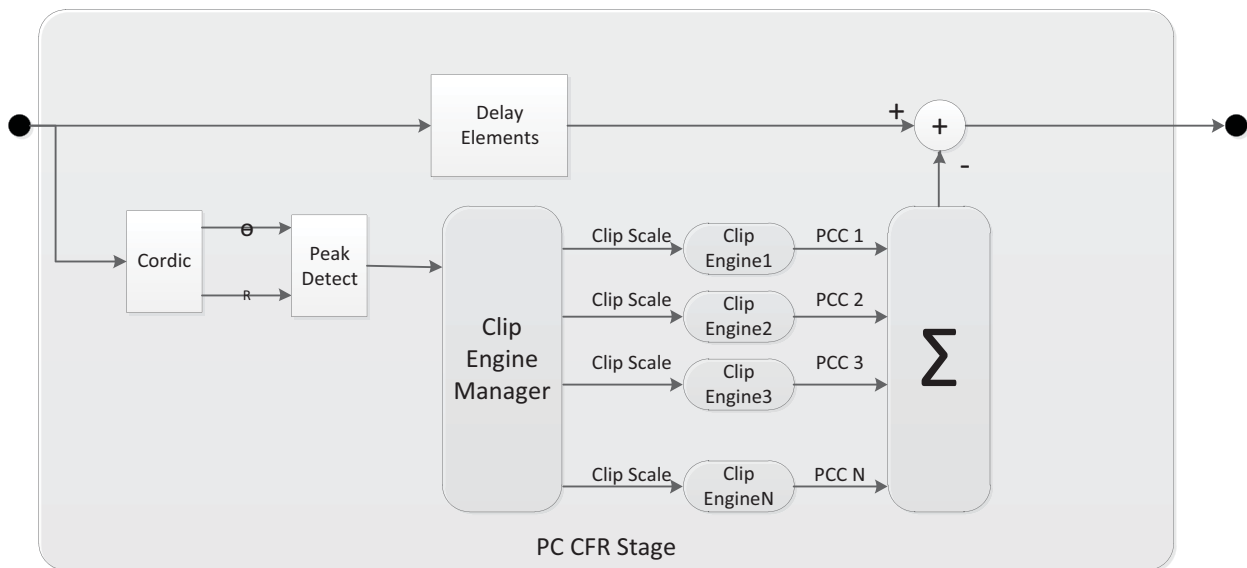 Delay
Elements
+
+
-
Cordic
Ɵ
R
Peak
Detect
Clip
Engine
Manager
Clip Scale
Clip
Engine1
PCC 1
Clip Scale
Clip
Engine2
PCC 2
Clip Scale
Clip
Engine3
PCC 3
Clip Scale
Clip
EngineN
PCC N
Σ
PC CFR Stage